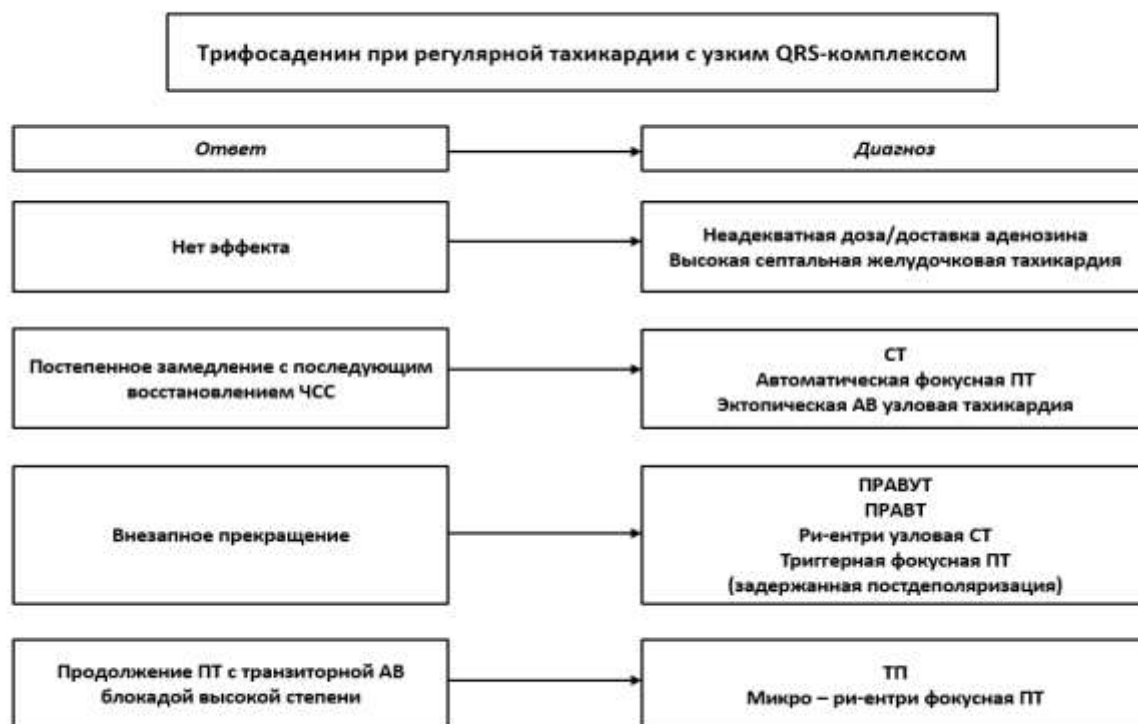 Трифосаденин при регулярной тахикардии с узким QRS-комплексом
Ответ
Диагноз
Нет эффекта
Неадекватная доза/доставка аденозина
Высокая септальная желудочковая тахикардия
Постепенное замедление с последующим
восстановлением ЧСС
СТ
Автоматическая фокусная ПТ
Эктопическая АВ узловая тахикардия
Внезапное прекращение
ПРАВУТ
ПРАВТ
Ри-ентри узловая СТ
Триггерная фокусная ПТ
(задержанная постдеполяризация)
Продолжение ПТ с транзиторной АВ
блокадой высокой степени
ТП
Микро – ри-ентри фокусная ПТ